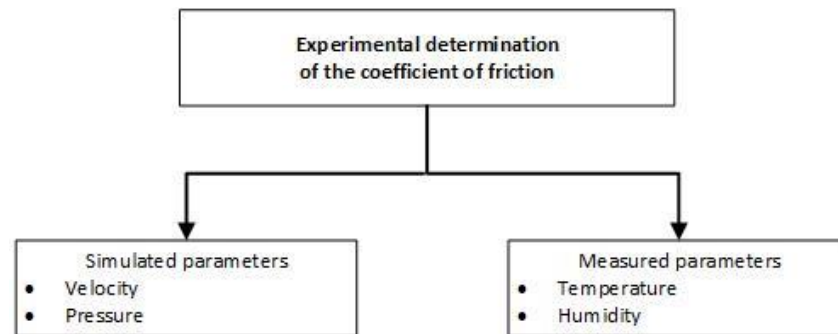 Experimental determination
of the coefficient of friction
Simulated parameters
• Velocity
• Pressure
Measured parameters
• Temperature
• Humidity